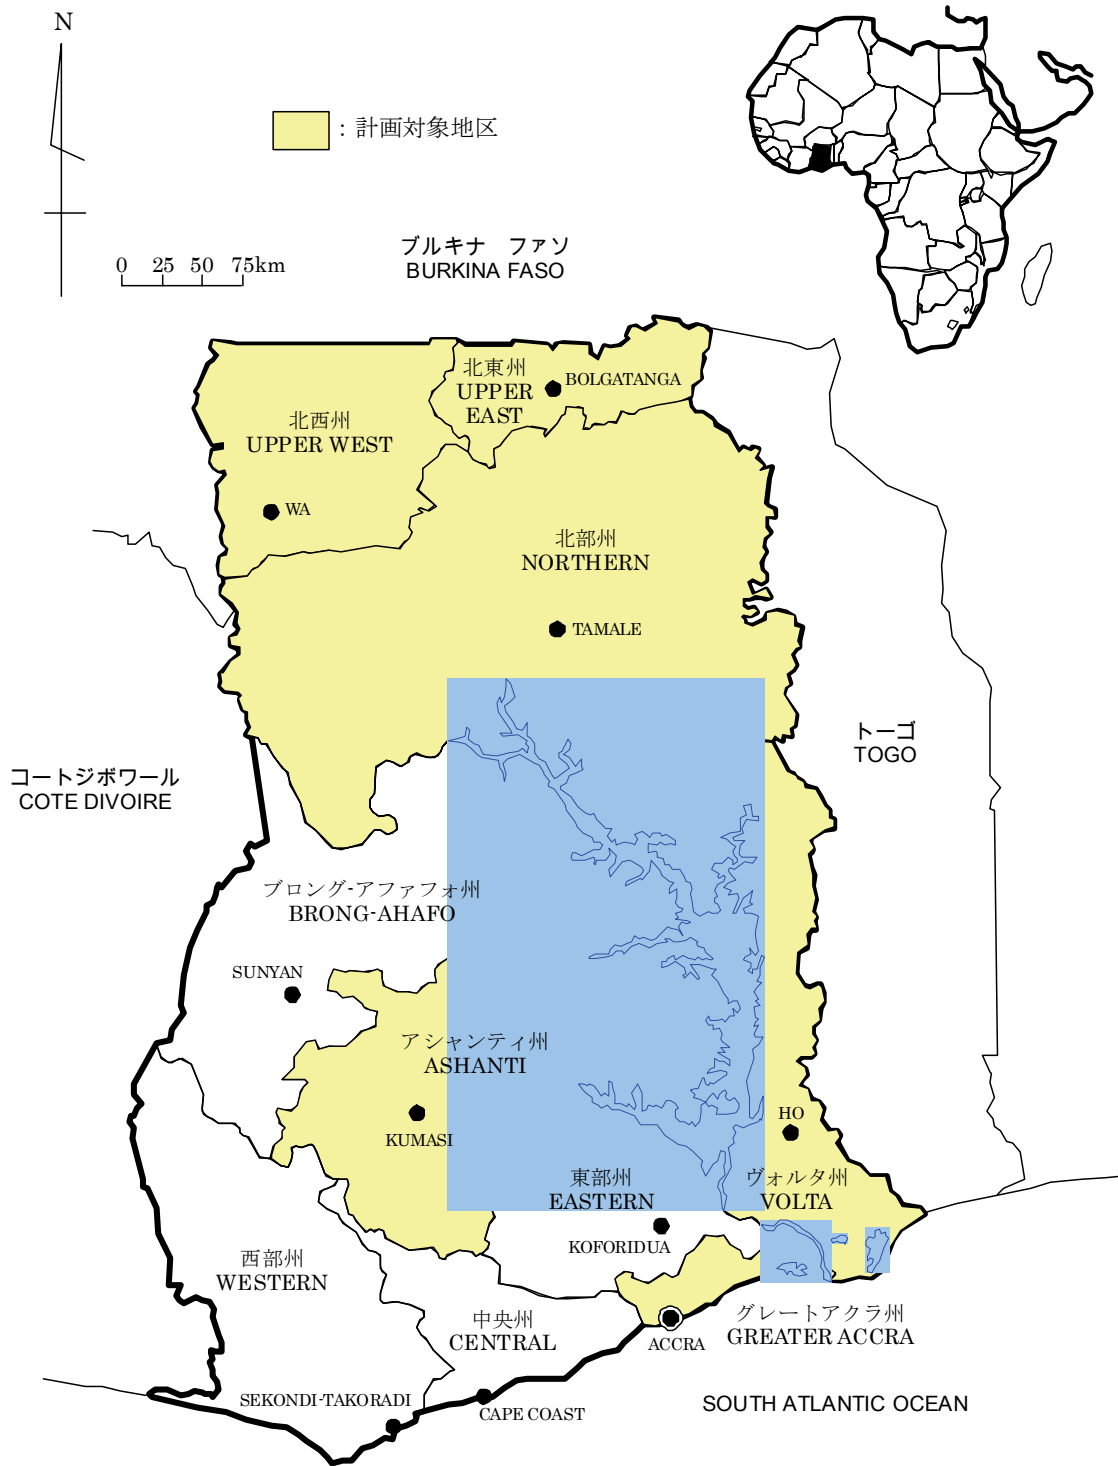 N
：計画対象地区
0 25 50 75km
ブルキナ ファソ
BURKINA FASO
北東州
UPPER
EAST
BOLGATANGA
北西州
UPPER WEST
WA
北部州
NORTHERN
TAMALE
トーゴ
TOGO
コートジボワール
COTE DIVOIRE
ブロング-アファフォ州
BRONG-AHAFO
SUNYAN
アシャンティ州
ASHANTI
KUMASI
HO
東部州
EASTERN
ヴォルタ州
VOLTA
KOFORIDUA
西部州
WESTERN
中央州
CENTRAL
グレートアクラ州
GREATER ACCRA
ACCRA
SEKONDI-TAKORADI
CAPE COAST
SOUTH ATLANTIC OCEAN